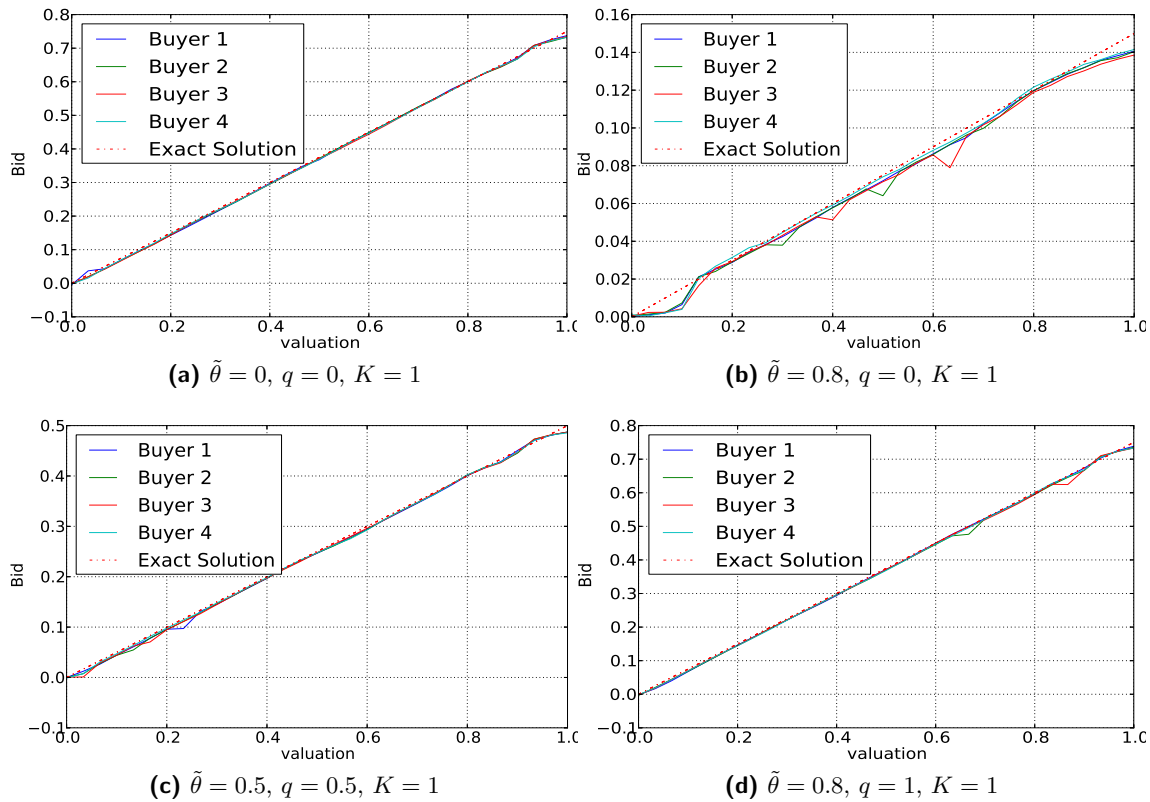 0.8
0.7
0.6
0.5
0.4
0.3
0.2
0.1
0.0
−0.1
Bid
Buyer 1
Buyer 2
Buyer 3
Buyer 4
Exact Solution
0.0 0.2 0.4 0.6 0.8 1.0
valuation
(a) θ̃ = 0, q = 0, K = 1
0.16
0.14
0.12
0.10
0.08
0.06
0.04
0.02
0.00
Bid
Buyer 1
Buyer 2
Buyer 3
Buyer 4
Exact Solution
0.0 0.2 0.4 0.6 0.8 1.0
valuation
(b) θ̃ = 0.8, q = 0, K = 1
0.5
0.4
0.3
0.2
0.1
0.0
−0.1
Bid
Buyer 1
Buyer 2
Buyer 3
Buyer 4
Exact Solution
0.0 0.2 0.4 0.6 0.8 1.0
valuation
(c) θ̃ = 0.5, q = 0.5, K = 1
0.8
0.7
0.6
0.5
0.4
0.3
0.2
0.1
0.0
−0.1
Bid
Buyer 1
Buyer 2
Buyer 3
Buyer 4
Exact Solution
0.0 0.2 0.4 0.6 0.8 1.0
valuation
(d) θ̃ = 0.8, q = 1, K = 1